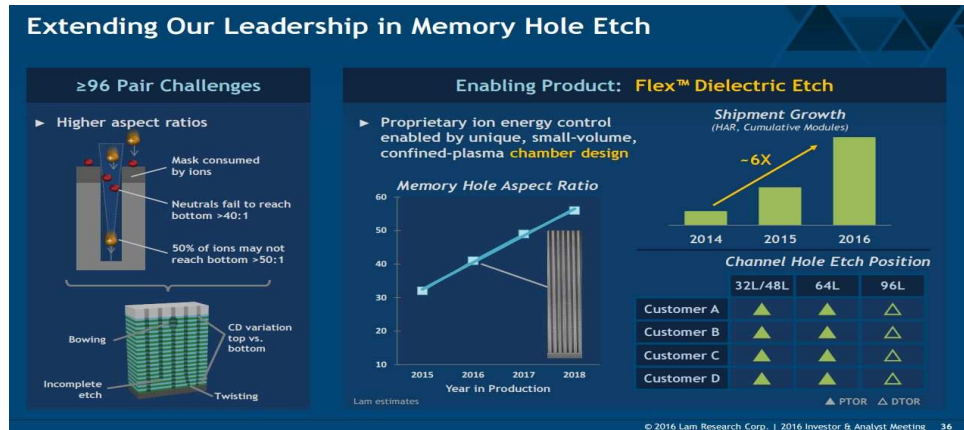 Extending Our Leadership in Memory Hole Etch
≥96 Pair Challenges
► Higher aspect ratios
Mask consumed
by ions
Neutrals fail to reach
bottom >40:1
50% of ions may not
reach bottom >50:1
Bowing
CD variation
top vs.
bottom
Incomplete
etch
Twisting
Enabling Product: Flex™ Dielectric Etch
► Proprietary ion energy control
enabled by unique, small-volume,
confined-plasma chamber design
Memory Hole Aspect Ratio
60
50
40
30
20
10
2015 2016 2017 2018
Year in Production
Lam estimates
Shipment Growth
(HAR, Cumulative Modules)
~6X
2014 2015 2016
Channel Hole Etch Position
32L/48L 64L 96L
Customer A ▲ ▲ △
Customer B ▲ ▲ △
Customer C ▲ ▲ △
Customer D ▲ ▲ △
▲ PTOR △ DTOR
© 2016 Lam Research Corp. | 2016 Investor & Analyst Meeting 36